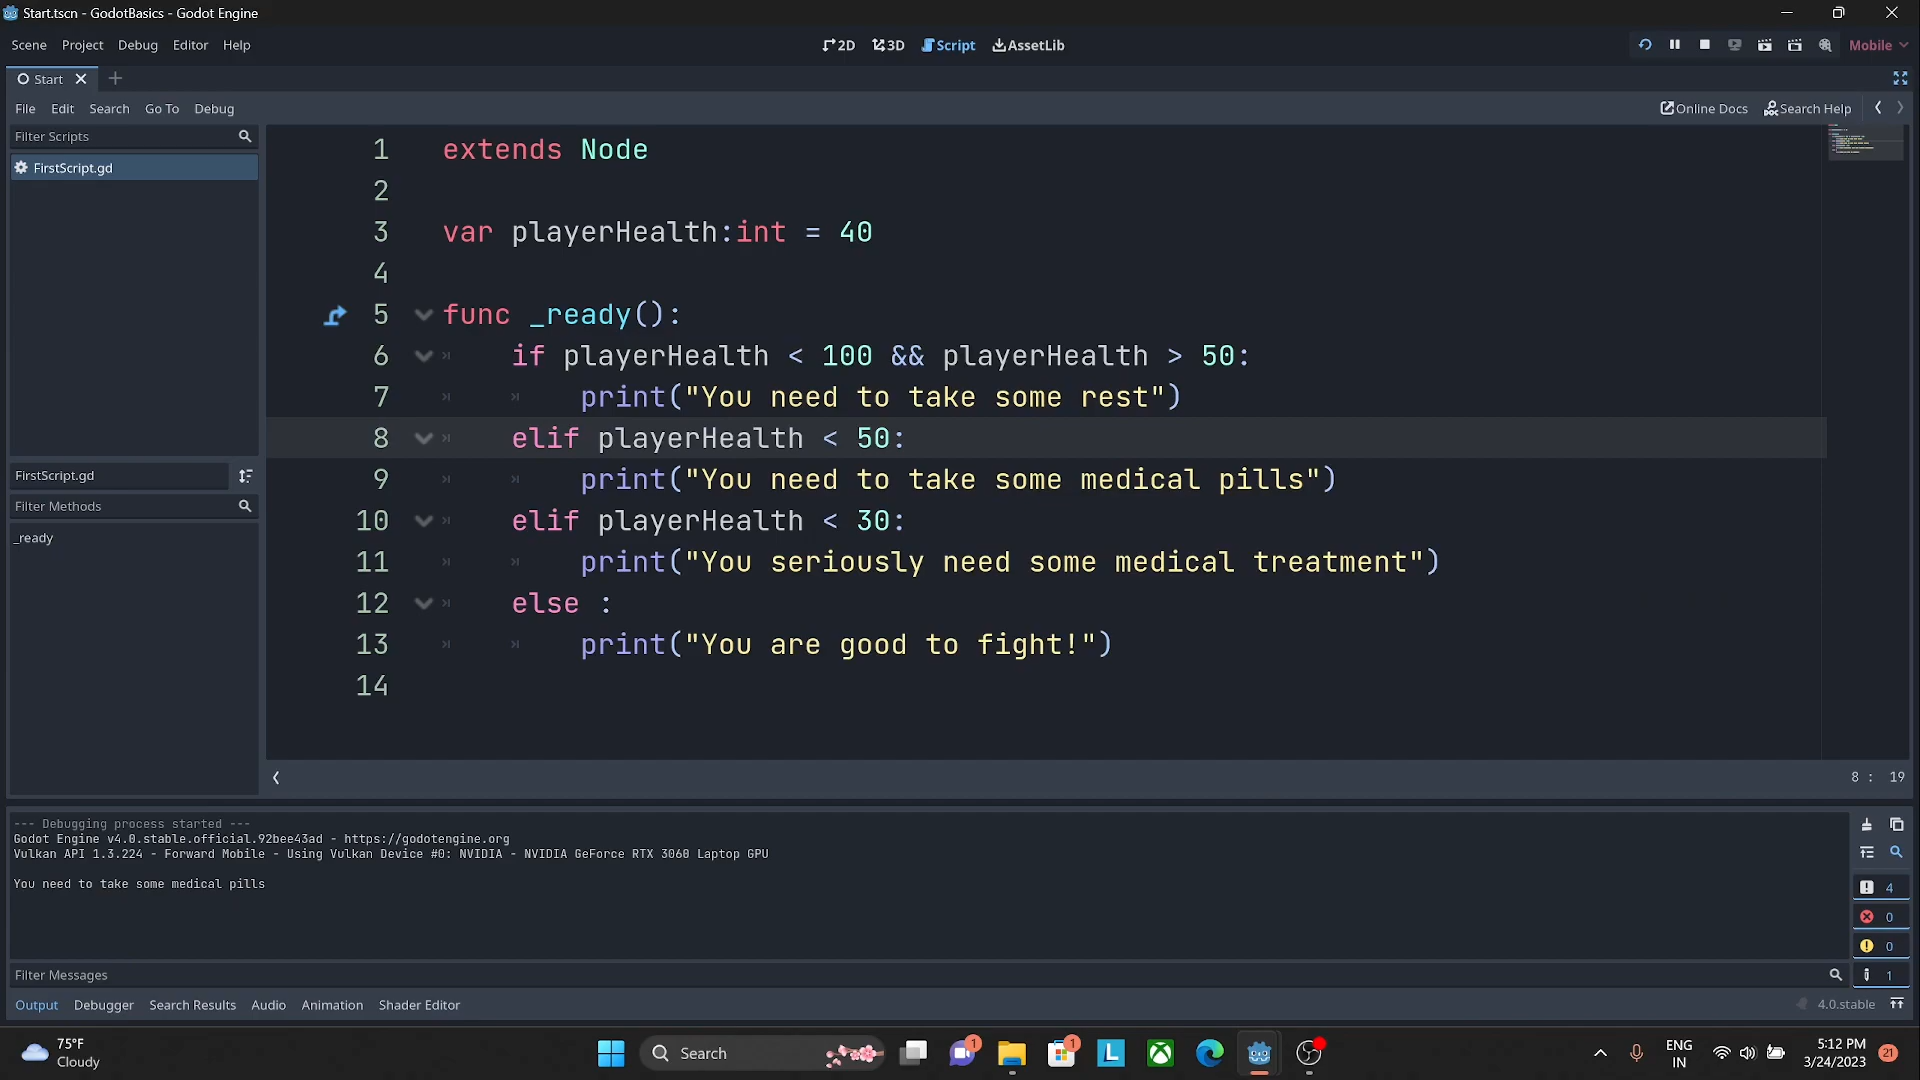 Start.tscn - GodotBasics - Godot Engine
Scene Project Debug Editor Help
2D 3D Script AssetLib
Mobile
Start
File Edit Search Go To Debug
Online Docs Search Help
Filter Scripts
FirstScript.gd
FirstScript.gd
Filter Methods
_ready
1 extends Node
2
3 var playerHealth:int = 40
4
5 func _ready():
6 if playerHealth < 100 && playerHealth > 50:
7 print("You need to take some rest")
8 elif playerHealth < 50:
9 print("You need to take some medical pills")
10 elif playerHealth < 30:
11 print("You seriously need some medical treatment")
12 else :
13 print("You are good to fight!")
14
8 : 19
--- Debugging process started ---
Godot Engine v4.0.stable.official.92bee43ad - https://godotengine.org
Vulkan API 1.3.224 - Forward Mobile - Using Vulkan Device #0: NVIDIA - NVIDIA GeForce RTX 3060 Laptop GPU
You need to take some medical pills
4
0
0
1
Filter Messages
Output Debugger Search Results Audio Animation Shader Editor
4.0.stable
75°F
Cloudy
Search
1
1
L
ENG
IN
5:12 PM
3/24/2023
21